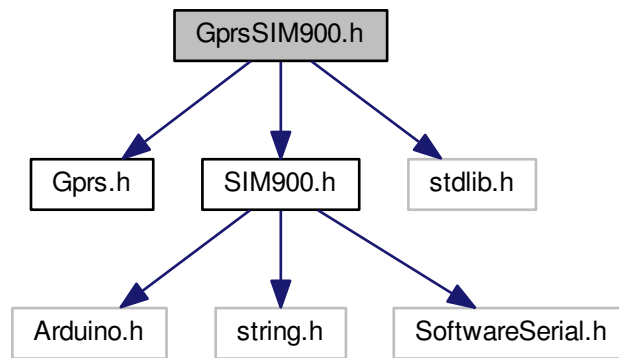 GprsSIM900.h
Gprs.h
SIM900.h
stdlib.h
Arduino.h
string.h
SoftwareSerial.h